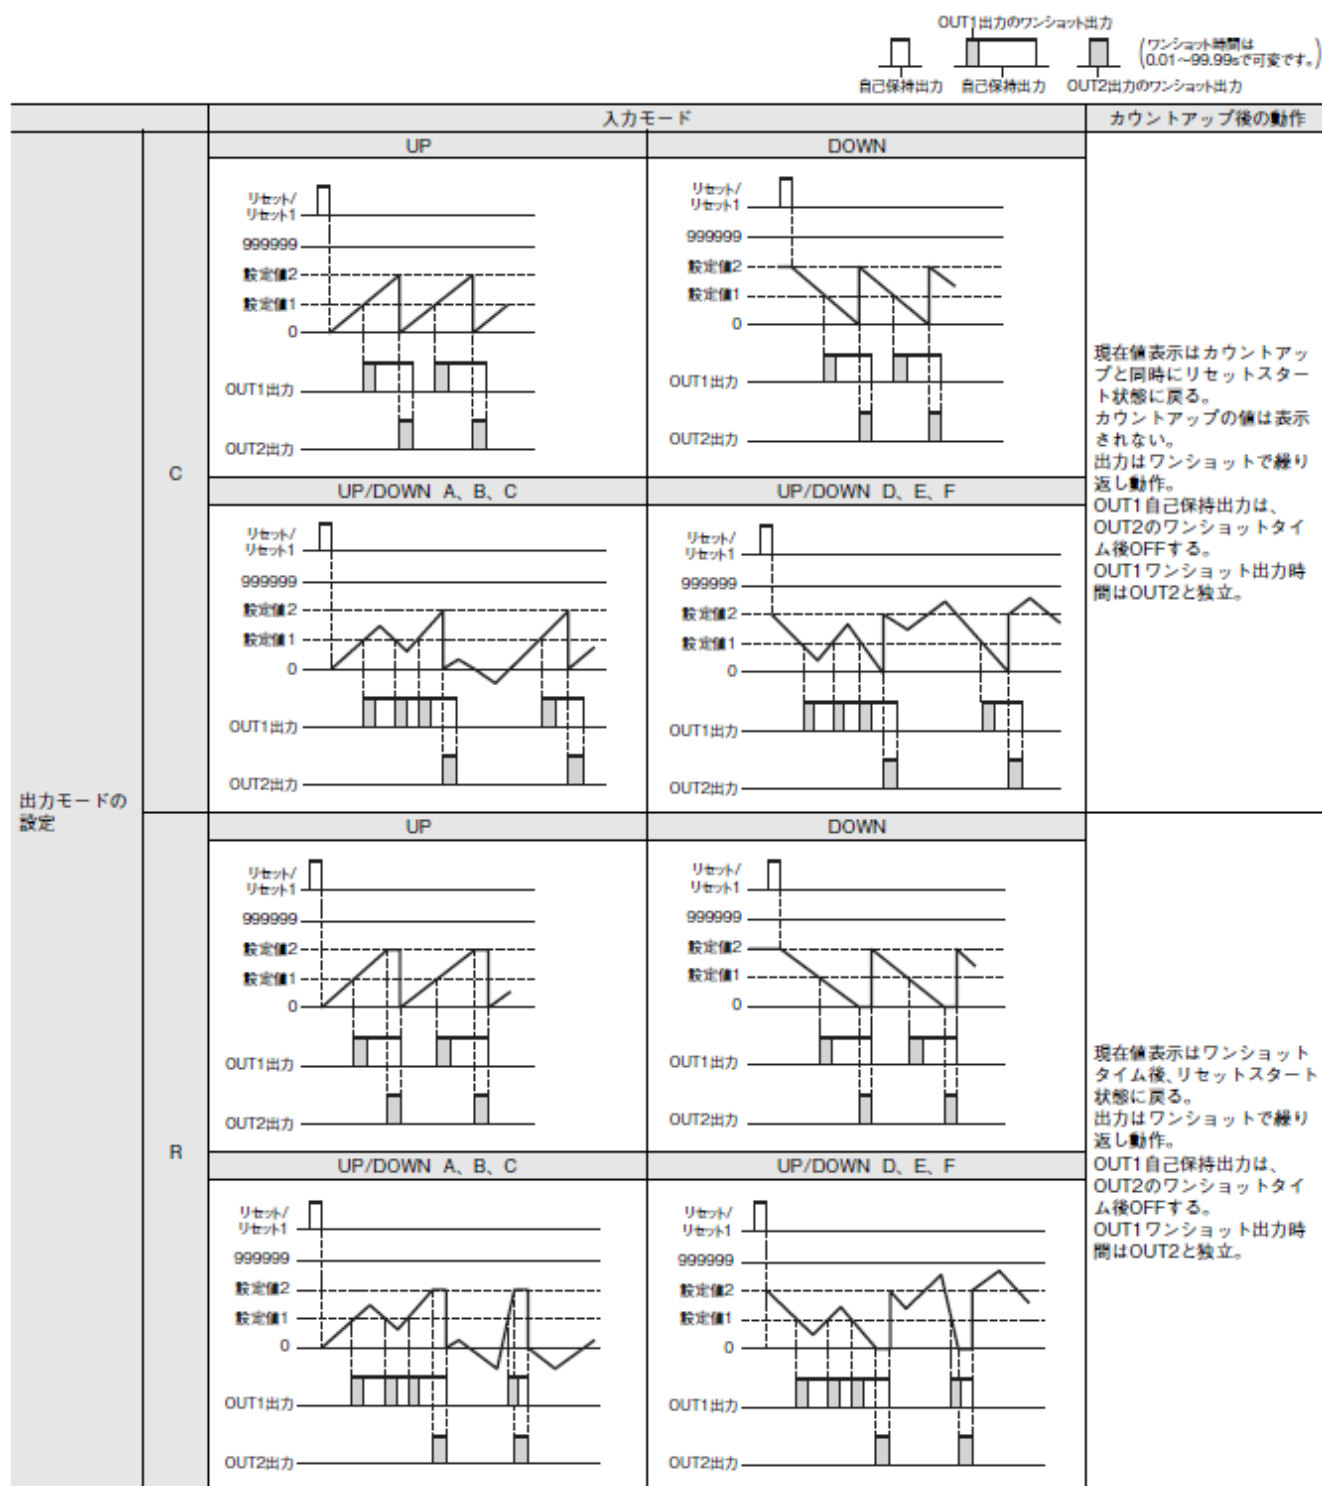 OUT1出力のワンショット出力
(ワンショット時間は
0.01～99.99sで可変です。)
自己保持出力 自己保持出力 OUT2出力のワンショット出力
入力モード カウントアップ後の動作
出力モードの
設定
C
UP DOWN
リセット/
リセット1
999999
設定値2
設定値1
0
OUT1出力
OUT2出力
リセット/
リセット1
999999
設定値2
設定値1
0
OUT1出力
OUT2出力
UP/DOWN A、B、C UP/DOWN D、E、F
リセット/
リセット1
999999
設定値2
設定値1
0
OUT1出力
OUT2出力
リセット/
リセット1
999999
設定値2
設定値1
0
OUT1出力
OUT2出力
現在値表示はカウントアッ
プと同時にリセットスター
ト状態に戻る。
カウントアップの値は表示
されない。
出力はワンショットで繰り
返し動作。
OUT1自己保持出力は、
OUT2のワンショットタイ
ム後OFFする。
OUT1ワンショット出力時
間はOUT2と独立。
R
UP DOWN
リセット/
リセット1
999999
設定値2
設定値1
0
OUT1出力
OUT2出力
リセット/
リセット1
999999
設定値2
設定値1
0
OUT1出力
OUT2出力
UP/DOWN A、B、C UP/DOWN D、E、F
リセット/
リセット1
999999
設定値2
設定値1
0
OUT1出力
OUT2出力
リセット/
リセット1
999999
設定値2
設定値1
0
OUT1出力
OUT2出力
現在値表示はワンショット
タイム後、リセットスタート
状態に戻る。
出力はワンショットで繰り
返し動作。
OUT1自己保持出力は、
OUT2のワンショットタイ
ム後OFFする。
OUT1ワンショット出力時
間はOUT2と独立。